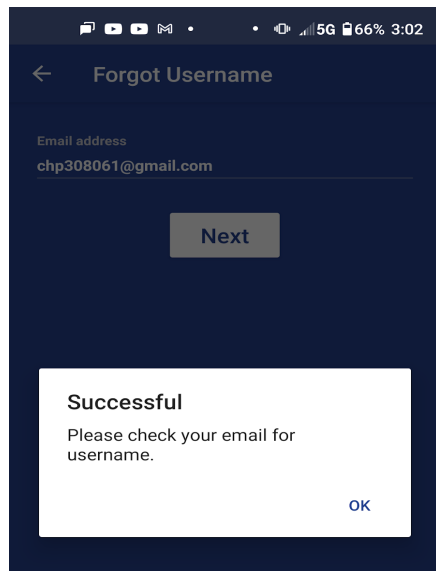 5G 66% 3:02
Forgot Username
Email address
chp308061@gmail.com
Next
Successful
Please check your email for
username.
OK